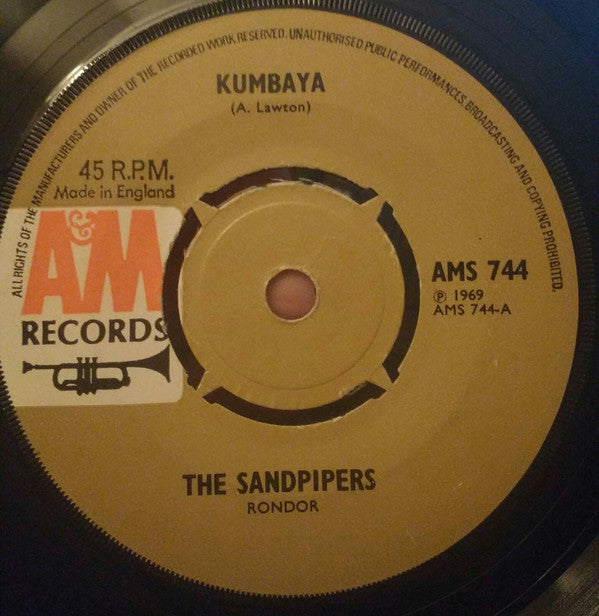 ALL RIGHTS OF THE MANUFACTURERS AND OWNER OF THE RECORDED WORK RESERVED. UNAUTHORISED PUBLIC PERFORMANCES, BROADCASTING AND COPYING PROHIBITED.
KUMBAYA
(A. Lawton)
45 R.P.M.
Made in England
A&M
RECORDS
AMS 744
℗ 1969
AMS 744-A
THE SANDPIPERS
RONDOR